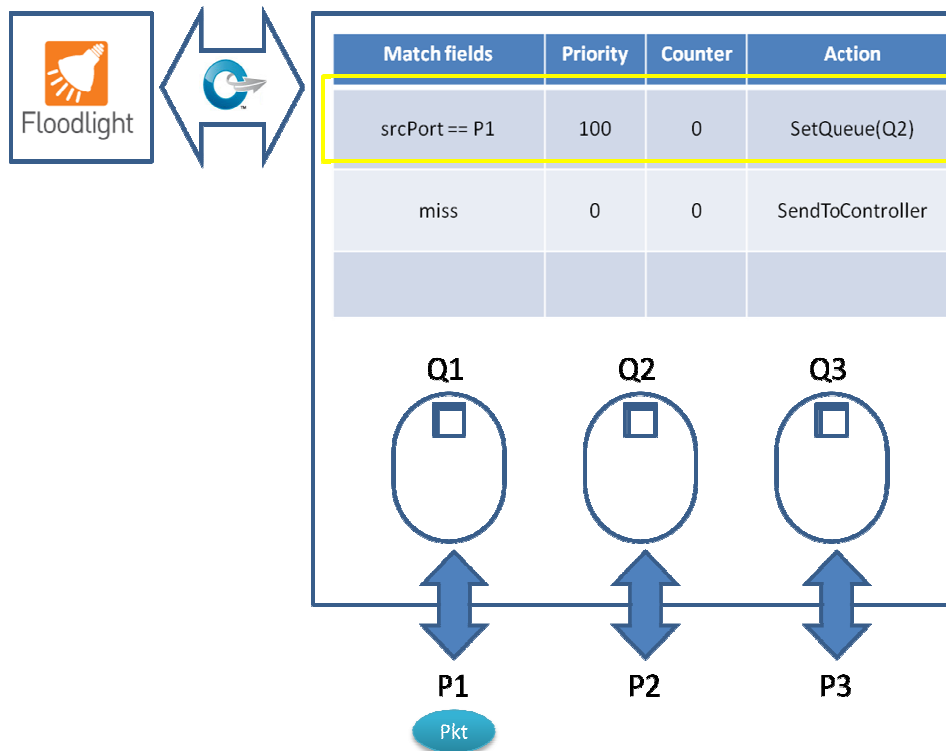 Floodlight
TM
Match fields Priority Counter Action
srcPort == P1 100 0 SetQueue(Q2)
miss 0 0 SendToController
Q1 Q2 Q3
P1 P2 P3
Pkt